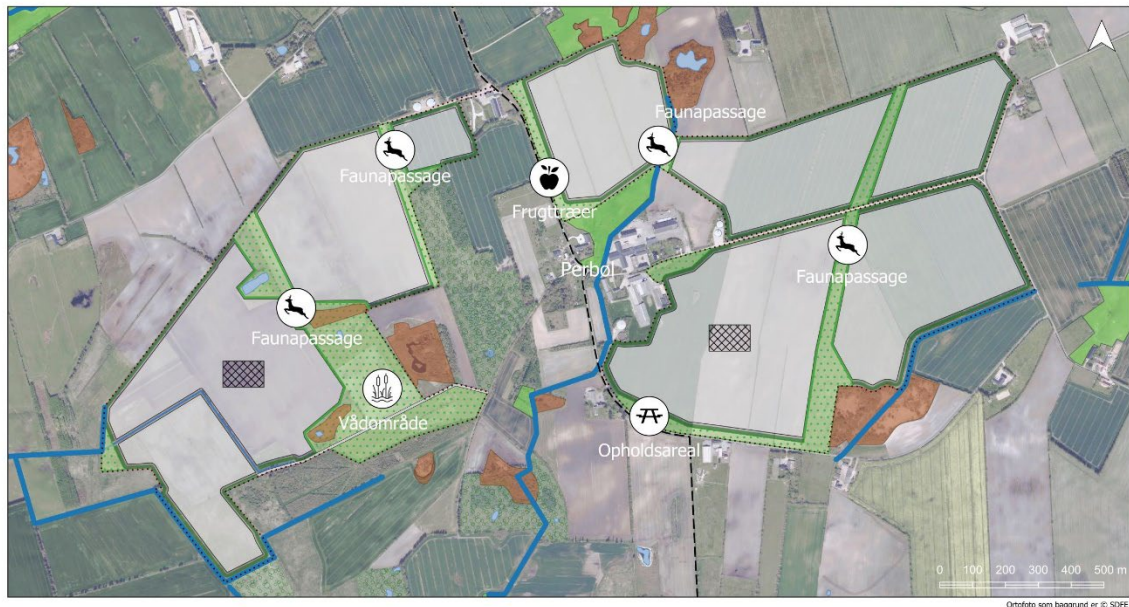 Faunapassage
Faunapassage
Frugttræer
Perbøl
Faunapassage
Faunapassage
Vådområde
Opholdsareal
0 100 200 300 400 500 m
Ortofoto som baggrund er © SDFE